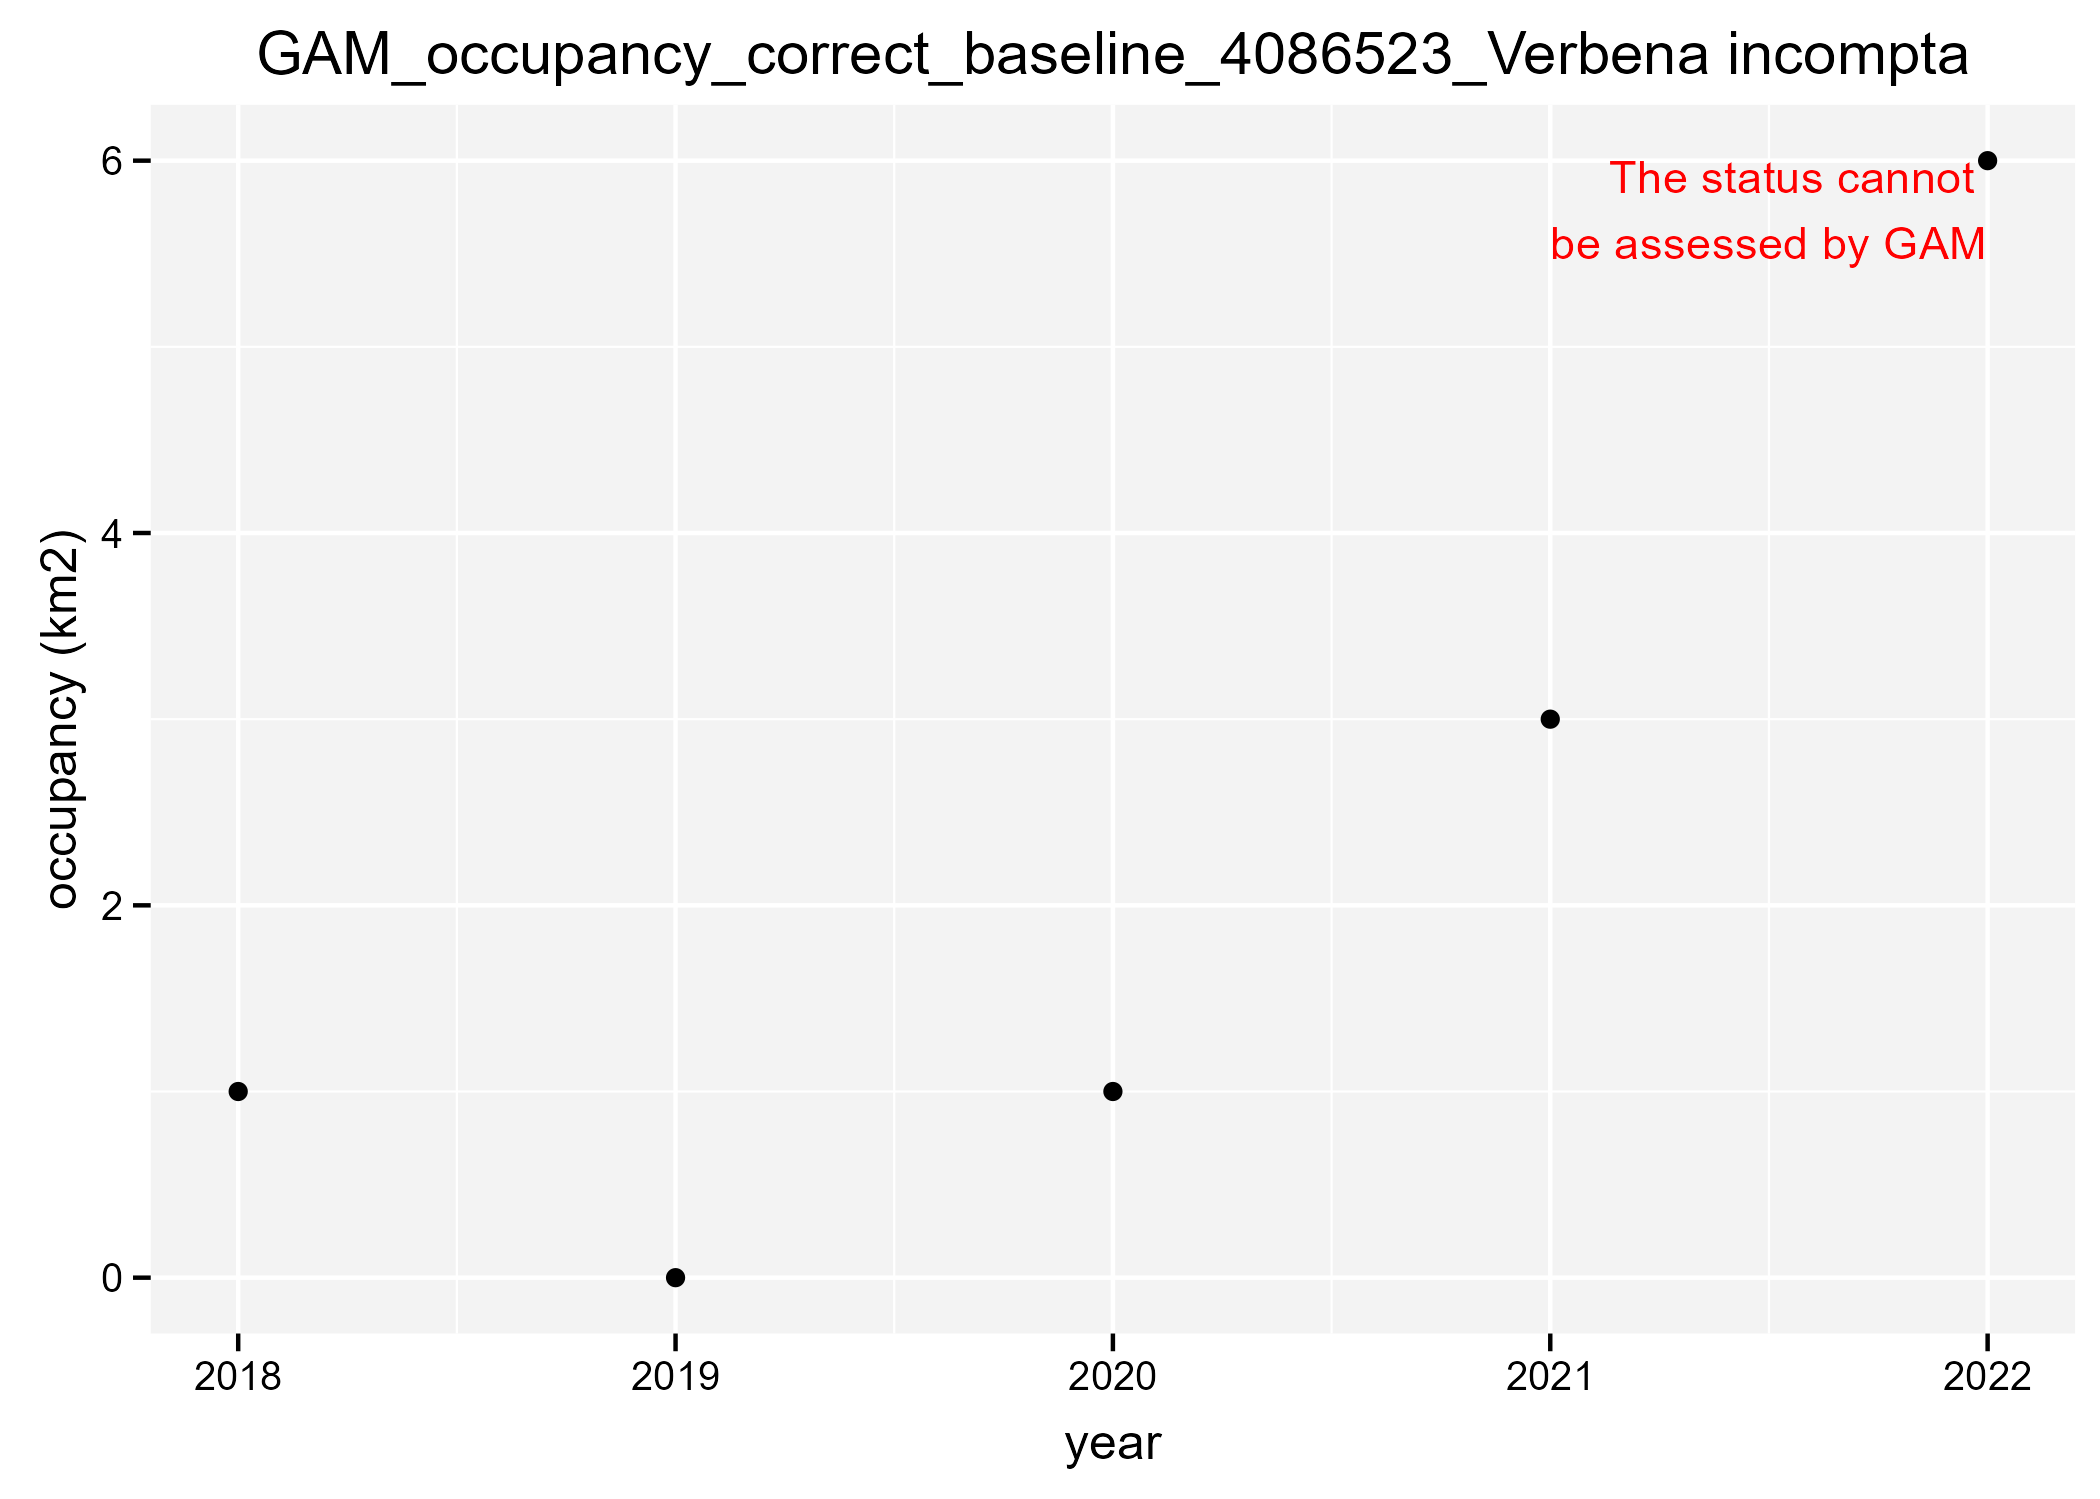 GAM_occupancy_correct_baseline_4086523_Verbena incompta
The status cannot
be assessed by GAM
occupancy (km2)
6
4
2
0
2018
2019
2020
2021
2022
year